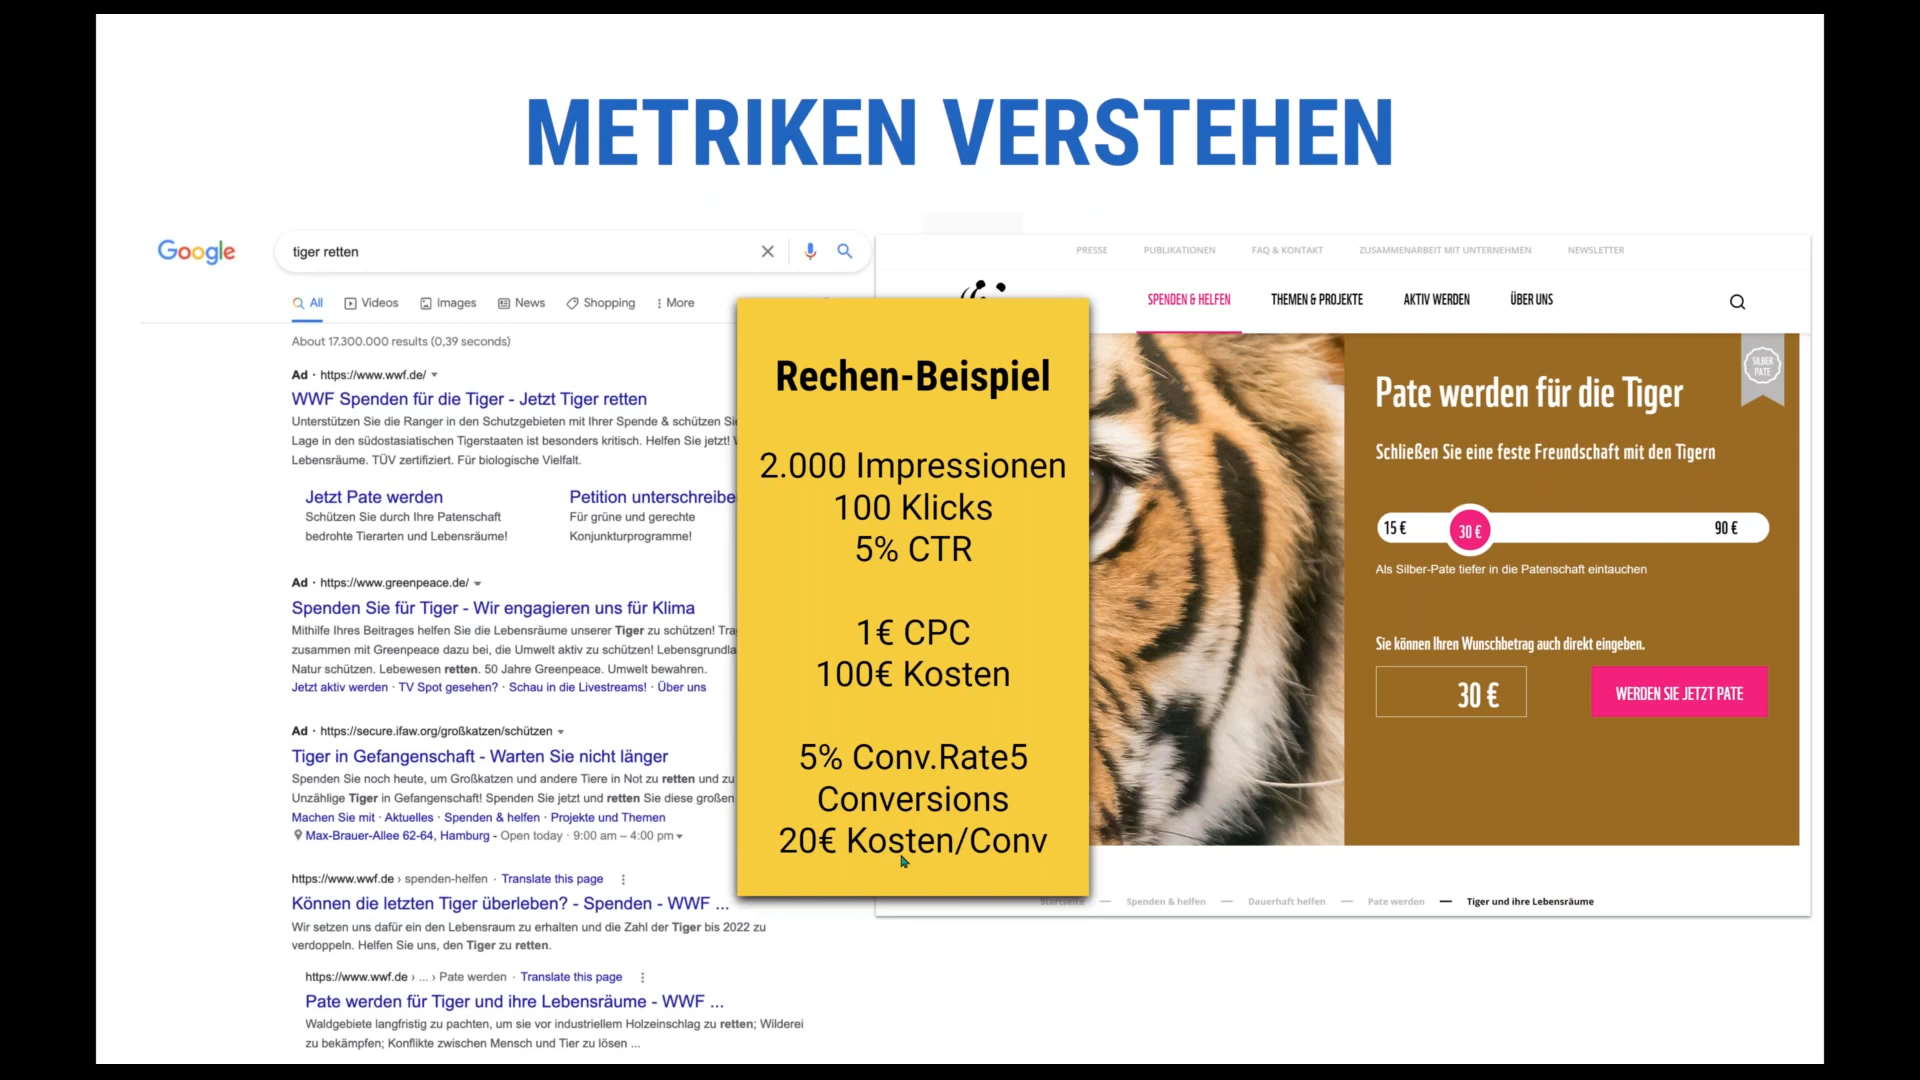 METRIKEN VERSTEHEN
Google
tiger retten
All
Videos
Images
News
Shopping
More
About 17.300.000 results (0,39 seconds)
Ad · https://www.wwf.de/
WWF Spenden für die Tiger - Jetzt Tiger retten
Unterstützen Sie die Ranger in den Schutzgebieten mit Ihrer Spende & schützen
Lage in den südostasiatischen Tigerstaaten ist besonders kritisch. Helfen Sie jetzt!
Lebensräume. TÜV zertifiziert. Für biologische Vielfalt.
Jetzt Pate werden
Schützen Sie durch Ihre Patenschaft
bedrohte Tierarten und Lebensräume!
Petition unterschreibe
Für grüne und gerechte
Konjunkturprogramme!
Ad · https://www.greenpeace.de/
Spenden Sie für Tiger - Wir engagieren uns für Klima
Mithilfe Ihres Beitrages helfen Sie die Lebensräume unserer Tiger zu schützen!
zusammen mit Greenpeace dazu bei, die Umwelt aktiv zu schützen!
Natur schützen. Lebewesen retten. 50 Jahre Greenpeace. Umwelt bewahren.
Jetzt aktiv werden · TV Spot gesehen? · Schau in die Livestreams! · Über uns
Ad · https://secure.ifaw.org/großkatzen/schützen
Tiger in Gefangenschaft - Warten Sie nicht länger
Spenden Sie noch heute, um Großkatzen und andere Tiere in Not zu retten und zu
Unzählige Tiger in Gefangenschaft! Spenden Sie jetzt und retten Sie diese großen
Machen Sie mit · Aktuelles · Spenden & helfen · Projekte und Themen
Max-Brauer-Allee 62-64, Hamburg - Open today · 9:00 am – 4:00 pm
https://www.wwf.de › spenden-helfen · Translate this page
Können die letzten Tiger überleben? - Spenden - WWF ...
Wir setzen uns dafür ein den Lebensraum zu erhalten und die Zahl der Tiger bis 2022 zu
verdoppeln. Helfen Sie uns, den Tiger zu retten.
https://www.wwf.de › ... › Pate werden · Translate this page
Pate werden für Tiger und ihre Lebensräume - WWF ...
Waldgebiete langfristig zu pachten, um sie vor industriellem Holzeinschlag zu retten; Wilderei
zu bekämpfen; Konflikte zwischen Mensch und Tier zu lösen ...
Rechen-Beispiel
2.000 Impressionen
100 Klicks
5% CTR
1€ CPC
100€ Kosten
5% Conv.Rate5
Conversions
20€ Kosten/Conv
PRESSE
PUBLIKATIONEN
FAQ & KONTAKT
ZUSAMMENARBEIT MIT UNTERNEHMEN
NEWSLETTER
SPENDEN & HELFEN
THEMEN & PROJEKTE
AKTIV WERDEN
ÜBER UNS
SILBER
PATE
Pate werden für die Tiger
Schließen Sie eine feste Freundschaft mit den Tigern
15 €
30 €
90 €
Als Silber-Pate tiefer in die Patenschaft eintauchen
Sie können Ihren Wunschbetrag auch direkt eingeben.
30 €
WERDEN SIE JETZT PATE
Startseite — Spenden & helfen — Dauerhaft helfen — Pate werden — Tiger und ihre Lebensräume